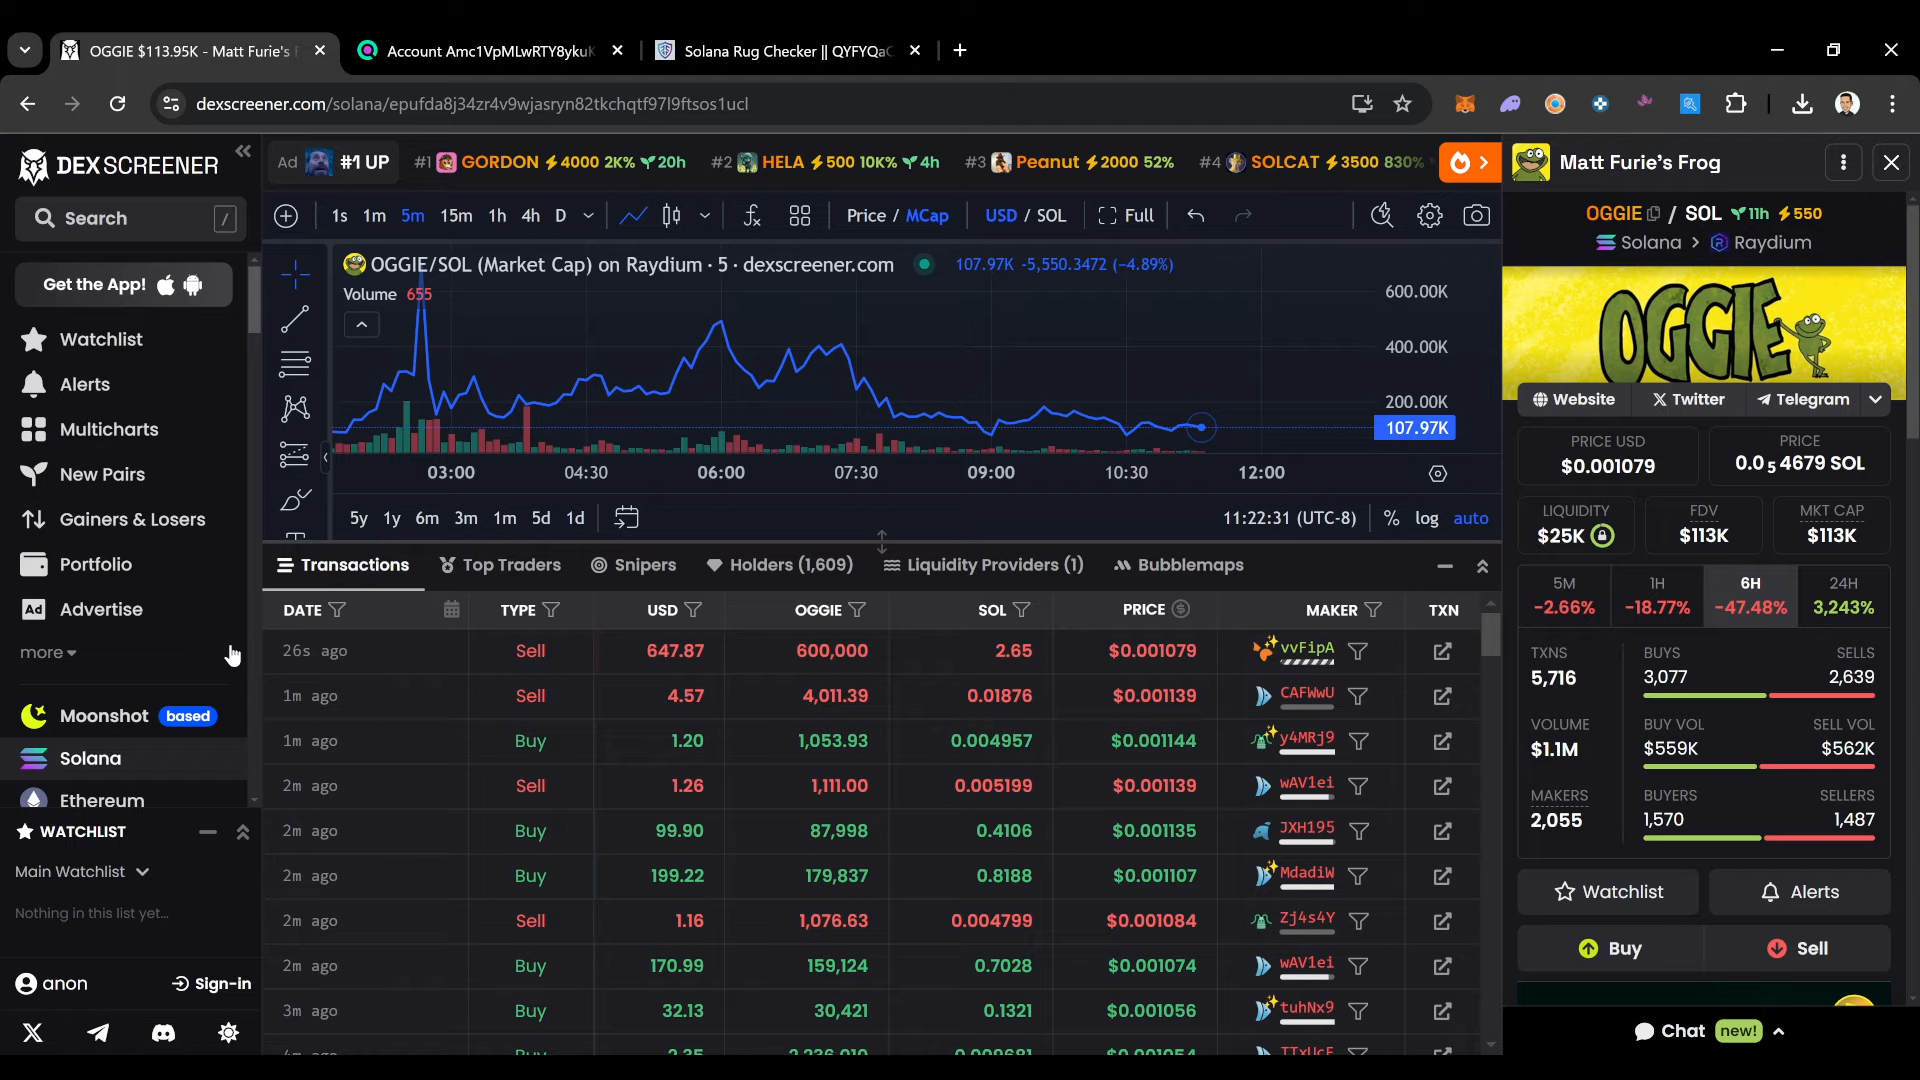 OGGIE $113.95K - Matt Furie's F
Account Amc1VpMLwRTY8yku
Solana Rug Checker || QYFYQa
dexscreener.com/solana/epufda8j34zr4v9wjasryn82tkchqtf97l9ftsos1ucl
DEX SCREENER
Ad #1 UP #1 GORDON 4000 2K% 20h #2 HELA 500 10K% 4h #3 Peanut 2000 52% #4 SOLCAT 3500 830%
Matt Furie's Frog
Search /
1s 1m 5m 15m 1h 4h D Price / MCap USD / SOL Full
OGGIE / SOL 11h 550
Solana > Raydium
OGGIE/SOL (Market Cap) on Raydium · 5 · dexscreener.com 107.97K -5,550.3472 (−4.89%)
Volume 655
600.00K
400.00K
200.00K
107.97K
03:00 04:30 06:00 07:30 09:00 10:30 12:00
5y 1y 6m 3m 1m 5d 1d 11:22:31 (UTC-8) % log auto
Get the App!
Watchlist
Alerts
Multicharts
New Pairs
Gainers & Losers
Portfolio
Ad Advertise
more
Moonshot based
Solana
Ethereum
WATCHLIST
Main Watchlist
Nothing in this list yet...
anon Sign-in
Transactions Top Traders Snipers Holders (1,609) Liquidity Providers (1) Bubblemaps
DATE TYPE USD OGGIE SOL PRICE MAKER TXN
26s ago Sell 647.87 600,000 2.65 $0.001079 vvFipA
1m ago Sell 4.57 4,011.39 0.01876 $0.001139 CAFWwU
1m ago Buy 1.20 1,053.93 0.004957 $0.001144 y4MRj9
2m ago Sell 1.26 1,111.00 0.005199 $0.001139 wAV1ei
2m ago Buy 99.90 87,998 0.4106 $0.001135 JXH195
2m ago Buy 199.22 179,837 0.8188 $0.001107 MdadiW
2m ago Sell 1.16 1,076.63 0.004799 $0.001084 Zj4s4Y
2m ago Buy 170.99 159,124 0.7028 $0.001074 wAV1ei
3m ago Buy 32.13 30,421 0.1321 $0.001056 tuhNx9
OGGIE
Website Twitter Telegram
PRICE USD
$0.001079
PRICE
0.0₅4679 SOL
LIQUIDITY
$25K
FDV
$113K
MKT CAP
$113K
5M
-2.66%
1H
-18.77%
6H
-47.48%
24H
3,243%
TXNS
5,716
BUYS
3,077
SELLS
2,639
VOLUME
$1.1M
BUY VOL
$559K
SELL VOL
$562K
MAKERS
2,055
BUYERS
1,570
SELLERS
1,487
Watchlist Alerts
Buy Sell
Chat new!